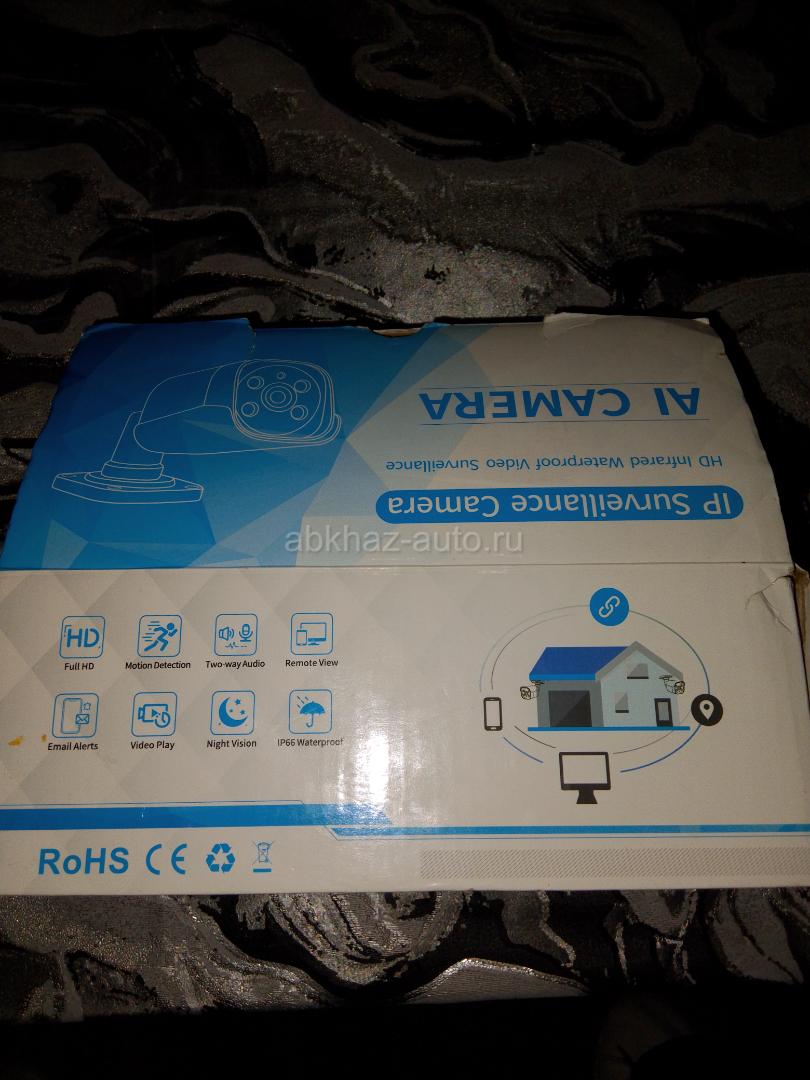 AI CAMERA
HD Infrared Waterproof Video Surveillance
IP Surveillance Camera
abkhaz-auto.ru
HD
Full HD
Motion Detection
Two-way Audio
Remote View
Email Alerts
Video Play
Night Vision
IP66 Waterproof
RoHS CE